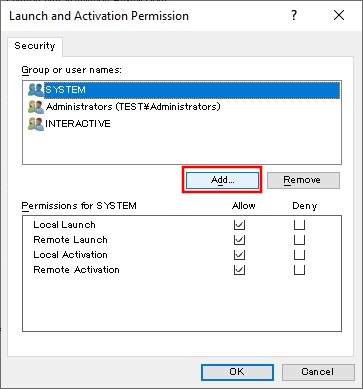 Launch and Activation Permission
Security
Group or user names:
SYSTEM
Administrators (TEST¥Administrators)
INTERACTIVE
Add...
Remove
Permissions for SYSTEM
Allow
Deny
Local Launch
Remote Launch
Local Activation
Remote Activation
OK
Cancel